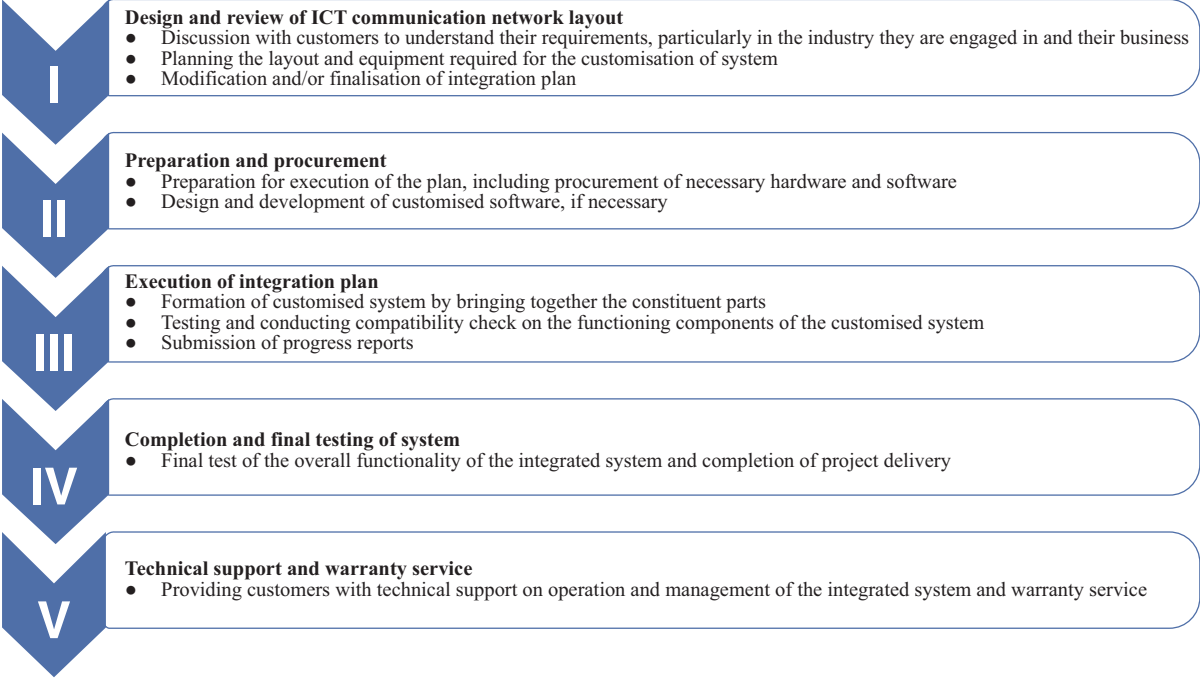 I
Design and review of ICT communication network layout
● Discussion with customers to understand their requirements, particularly in the industry they are engaged in and their business
● Planning the layout and equipment required for the customisation of system
● Modification and/or finalisation of integration plan
II
Preparation and procurement
● Preparation for execution of the plan, including procurement of necessary hardware and software
● Design and development of customised software, if necessary
III
Execution of integration plan
● Formation of customised system by bringing together the constituent parts
● Testing and conducting compatibility check on the functioning components of the customised system
● Submission of progress reports
IV
Completion and final testing of system
● Final test of the overall functionality of the integrated system and completion of project delivery
V
Technical support and warranty service
● Providing customers with technical support on operation and management of the integrated system and warranty service